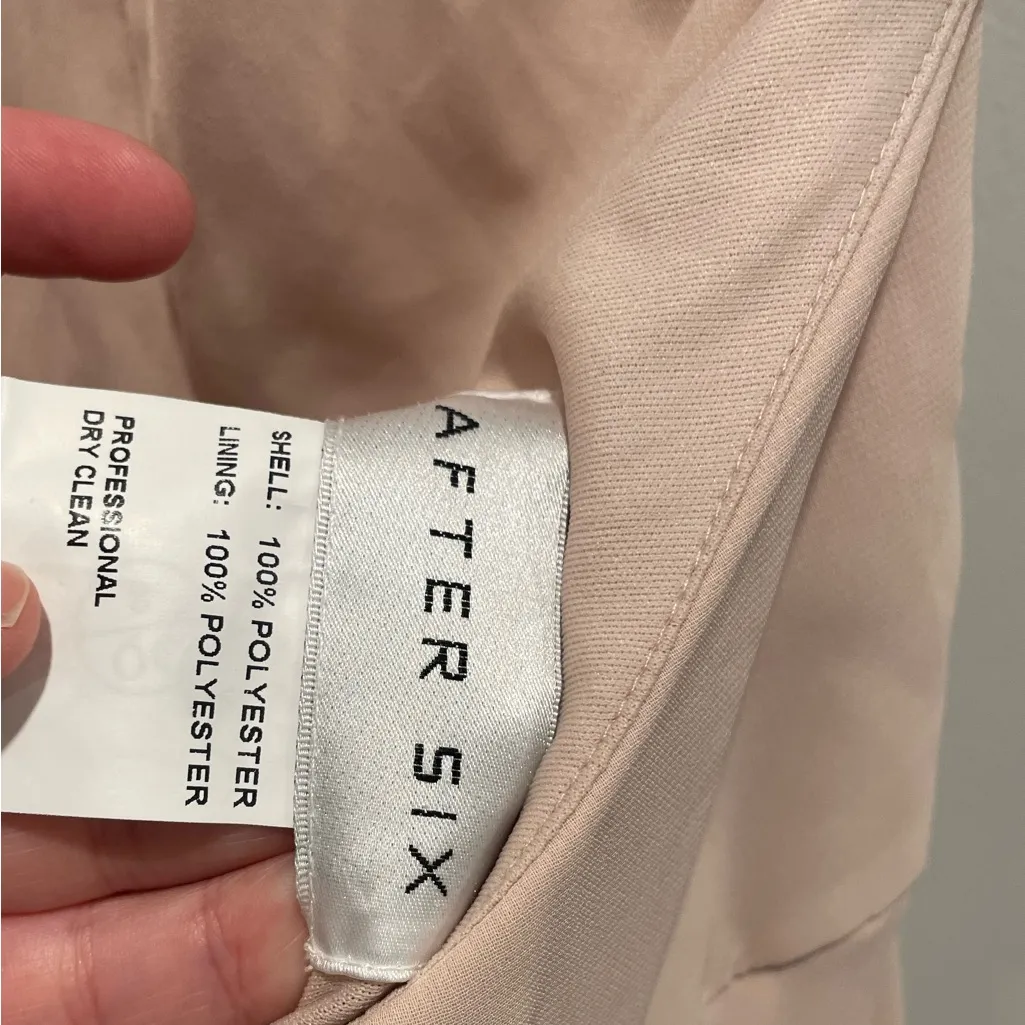 AFTER SIX
SHELL: 100% POLYESTER
LINING: 100% POLYESTER
PROFESSIONAL
DRY CLEAN